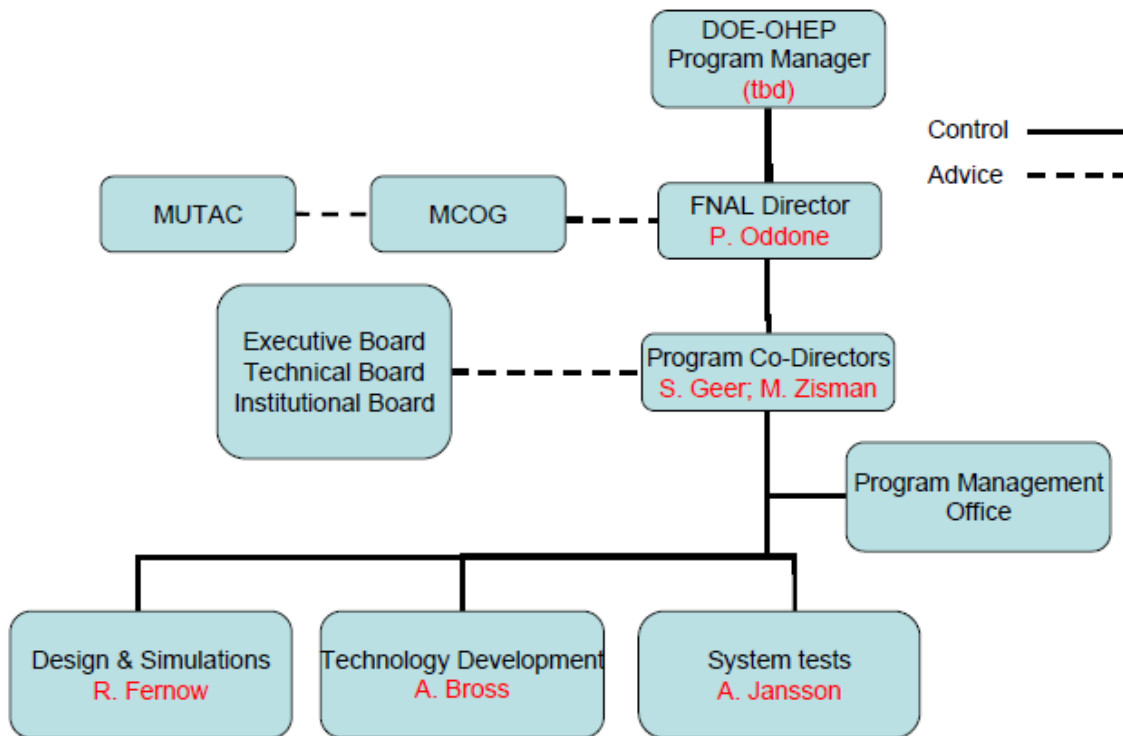 DOE-OHEP
Program Manager
(tbd)
Control
Advice
MUTAC
MCOG
FNAL Director
P. Oddone
Executive Board
Technical Board
Institutional Board
Program Co-Directors
S. Geer; M. Zisman
Program Management
Office
Design & Simulations
R. Fernow
Technology Development
A. Bross
System tests
A. Jansson